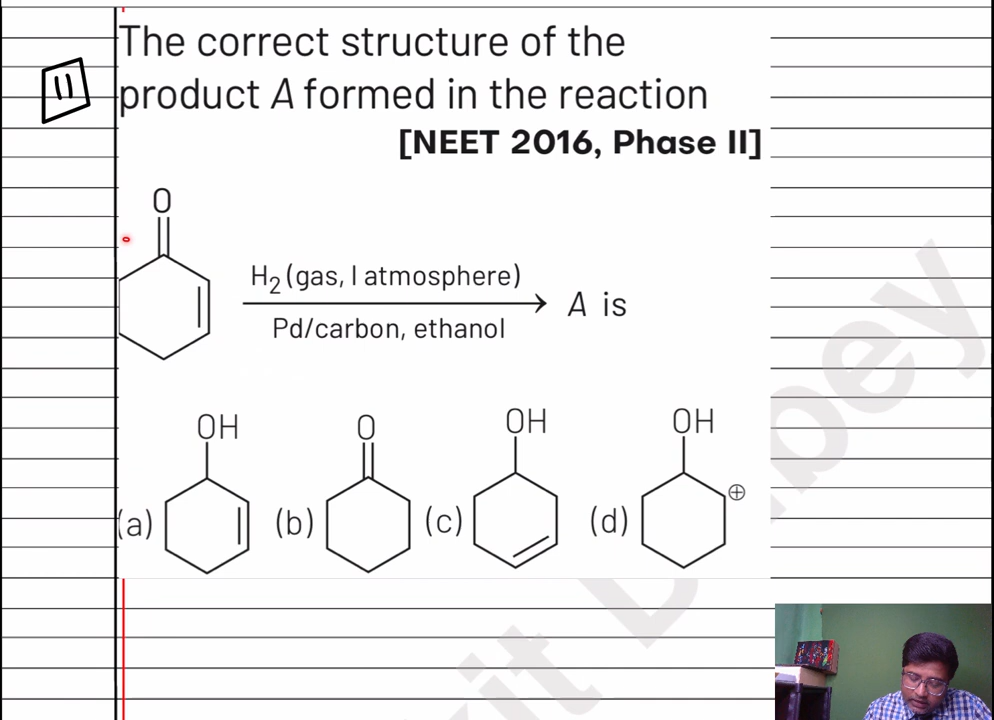 11
The correct structure of the
product A formed in the reaction
[NEET 2016, Phase II]
O
H₂ (gas, l atmosphere)
Pd/carbon, ethanol
A is
OH
O
OH
OH
(a)
(b)
(c)
(d)
⊕